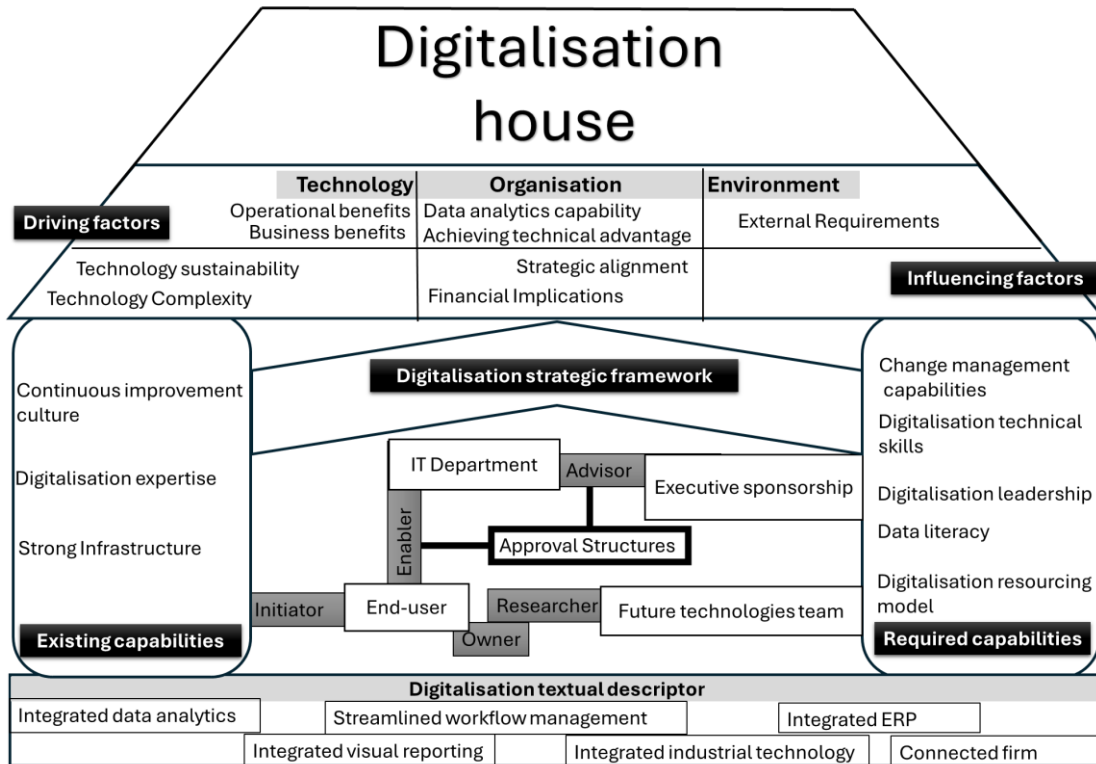 Digitalisation
house
Technology
Organisation
Environment
Driving factors
Operational benefits
Business benefits
Data analytics capability
Achieving technical advantage
External Requirements
Technology sustainability
Technology Complexity
Strategic alignment
Financial Implications
Influencing factors
Continuous improvement
culture
Digitalisation expertise
Strong Infrastructure
Existing capabilities
Digitalisation strategic framework
IT Department
Advisor
Executive sponsorship
Enabler
Approval Structures
Initiator
End-user
Owner
Researcher
Future technologies team
Change management
capabilities
Digitalisation technical
skills
Digitalisation leadership
Data literacy
Digitalisation resourcing
model
Required capabilities
Digitalisation textual descriptor
Integrated data analytics
Streamlined workflow management
Integrated ERP
Integrated visual reporting
Integrated industrial technology
Connected firm